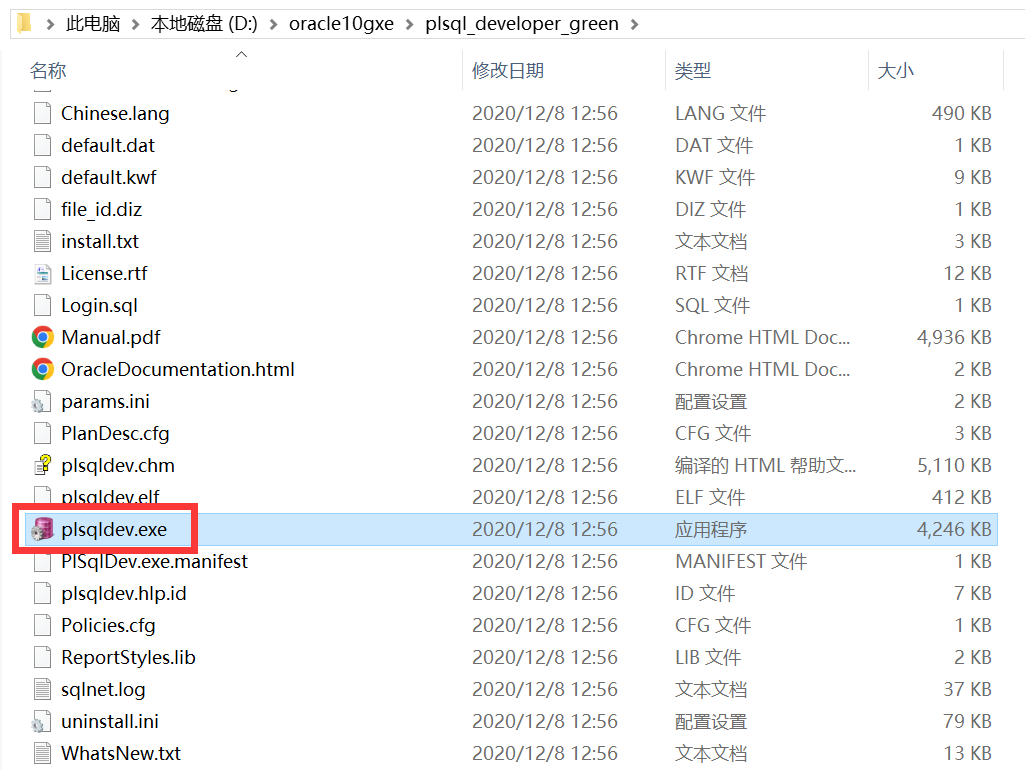 此电脑 > 本地磁盘 (D:) > oracle10gxe > plsql_developer_green >
名称 修改日期 类型 大小
Chinese.lang 2020/12/8 12:56 LANG 文件 490 KB
default.dat 2020/12/8 12:56 DAT 文件 1 KB
default.kwf 2020/12/8 12:56 KWF 文件 9 KB
file_id.diz 2020/12/8 12:56 DIZ 文件 1 KB
install.txt 2020/12/8 12:56 文本文档 3 KB
License.rtf 2020/12/8 12:56 RTF 文档 12 KB
Login.sql 2020/12/8 12:56 SQL 文件 1 KB
Manual.pdf 2020/12/8 12:56 Chrome HTML Doc... 4,936 KB
OracleDocumentation.html 2020/12/8 12:56 Chrome HTML Doc... 2 KB
params.ini 2020/12/8 12:56 配置设置 2 KB
PlanDesc.cfg 2020/12/8 12:56 CFG 文件 3 KB
plsqldev.chm 2020/12/8 12:56 编译的 HTML 帮助文... 5,110 KB
plsqldev.elf 2020/12/8 12:56 ELF 文件 412 KB
plsqldev.exe 2020/12/8 12:56 应用程序 4,246 KB
PlSqlDev.exe.manifest 2020/12/8 12:56 MANIFEST 文件 1 KB
plsqldev.hlp.id 2020/12/8 12:56 ID 文件 7 KB
Policies.cfg 2020/12/8 12:56 CFG 文件 1 KB
ReportStyles.lib 2020/12/8 12:56 LIB 文件 2 KB
sqlnet.log 2020/12/8 12:56 文本文档 37 KB
uninstall.ini 2020/12/8 12:56 配置设置 79 KB
WhatsNew.txt 2020/12/8 12:56 文本文档 13 KB